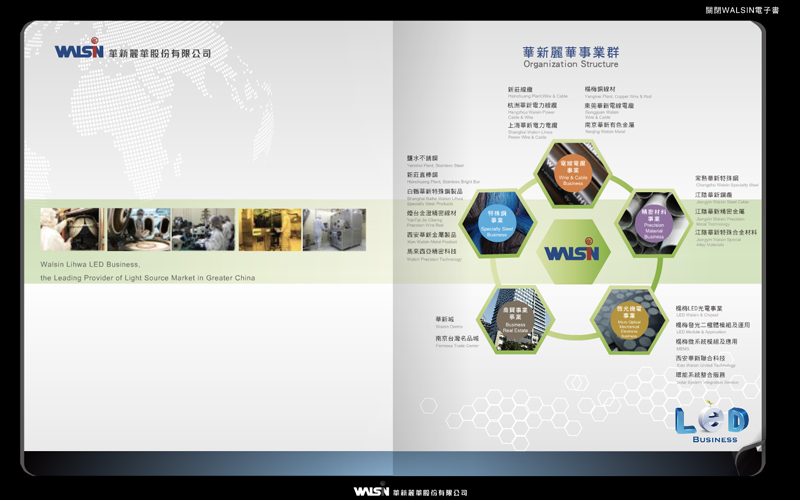 關閉WALSIN電子書
WALSIN 華新麗華股份有限公司
Walsin Lihwa LED Business,
the Leading Provider of Light Source Market in Greater China
華新麗華事業群
Organization Structure
新莊線纜
Hsinchuang Plant,Wire & Cable
杭州華新電力線纜
Hangzhou Walsin Power
Cable & Wire
上海華新電力電纜
Shanghai Walsin Lihwa
Power Wire & Cable
楊梅銅線材
Yangmei Plant, Copper Wire & Rod
東莞華新電線電纜
Dongguan Walsin
Wire & Cable
南京華新有色金屬
Nanjing Walsin Metal
鹽水不銹鋼
Yenshui Plant, Stainless Steel
新莊直棒鋼
Hsinchuang Plant, Stainless Bright Bar
白鶴華新特殊鋼製品
Shanghai Baihe Walsin Lihwa
Specialty Steel Products
煙台金澄精密線材
YanTai Jin Cheng
Precision Wire Rod
西安華新金屬製品
Xian Walsin Metal Product
馬來西亞精密科技
Walsin Precision Technology
華新城
Walsin Centro
南京台灣名品城
Formosa Trade Center
電線電纜
事業
Wire & Cable
Business
特殊鋼
事業
Specialty Steel
Business
精密材料
事業
Precision
Material
Business
WALSIN
商貿事業
事業
Business
Real Estate
發光機電
事業
Micro Optical
Mechanical
Electronic
Business
常熟華新特殊鋼
Changshu Walsin Specialty Steel
江陰華新鋼纜
Jiangyin Walsin Steel Cable
江陰華新精密金屬
Jiangyin Walsin Precision
Metal Technology
江陰華新特殊合金材料
Jiangyin Walsin Special
Alloy Materials
楊梅LED光電事業
LED Wafer & Chipset
楊梅發光二極體模組及運用
LED Module & Application
楊梅微系統模組及應用
MEMS
西安華新聯合科技
Xian Walsin United Technology
環能系統整合服務
Solar System Integration Service
LED
BUSINESS
WALSIN 華新麗華股份有限公司